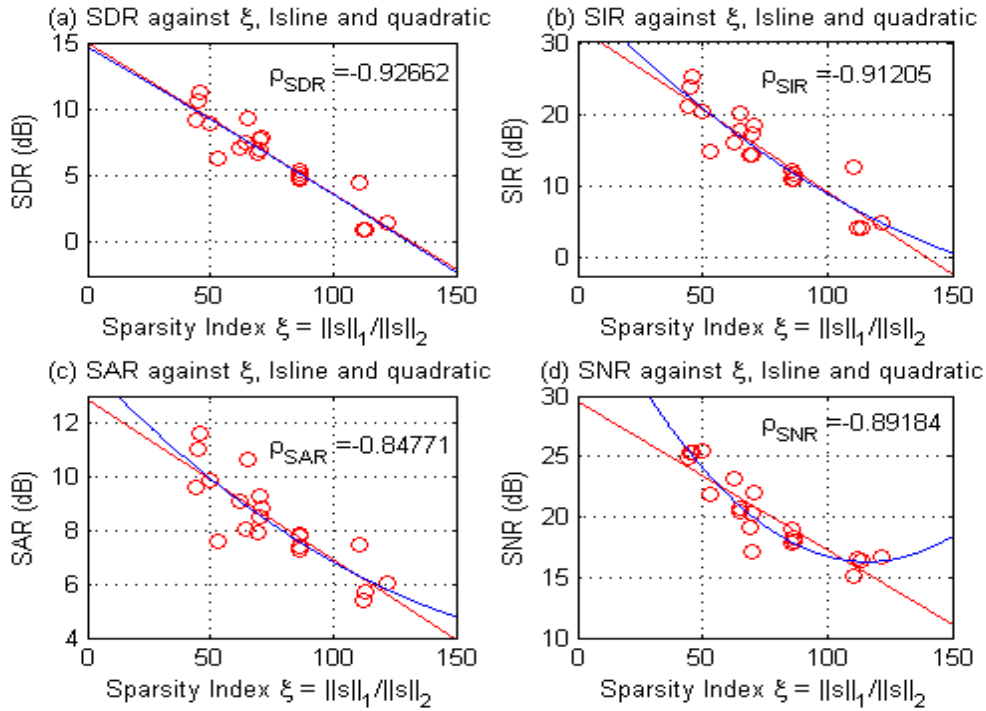 (a) SDR against ξ, lsline and quadratic
15
10
5
0
SDR (dB)
ρSDR =-0.92662
0 50 100 150
Sparsity Index ξ = ||s||1/||s||2
(b) SIR against ξ, lsline and quadratic
30
20
10
0
SIR (dB)
ρSIR =-0.91205
0 50 100 150
Sparsity Index ξ = ||s||1/||s||2
(c) SAR against ξ, lsline and quadratic
12
10
8
6
4
SAR (dB)
ρSAR =-0.84771
0 50 100 150
Sparsity Index ξ = ||s||1/||s||2
(d) SNR against ξ, lsline and quadratic
30
25
20
15
10
SNR (dB)
ρSNR =-0.89184
0 50 100 150
Sparsity Index ξ = ||s||1/||s||2